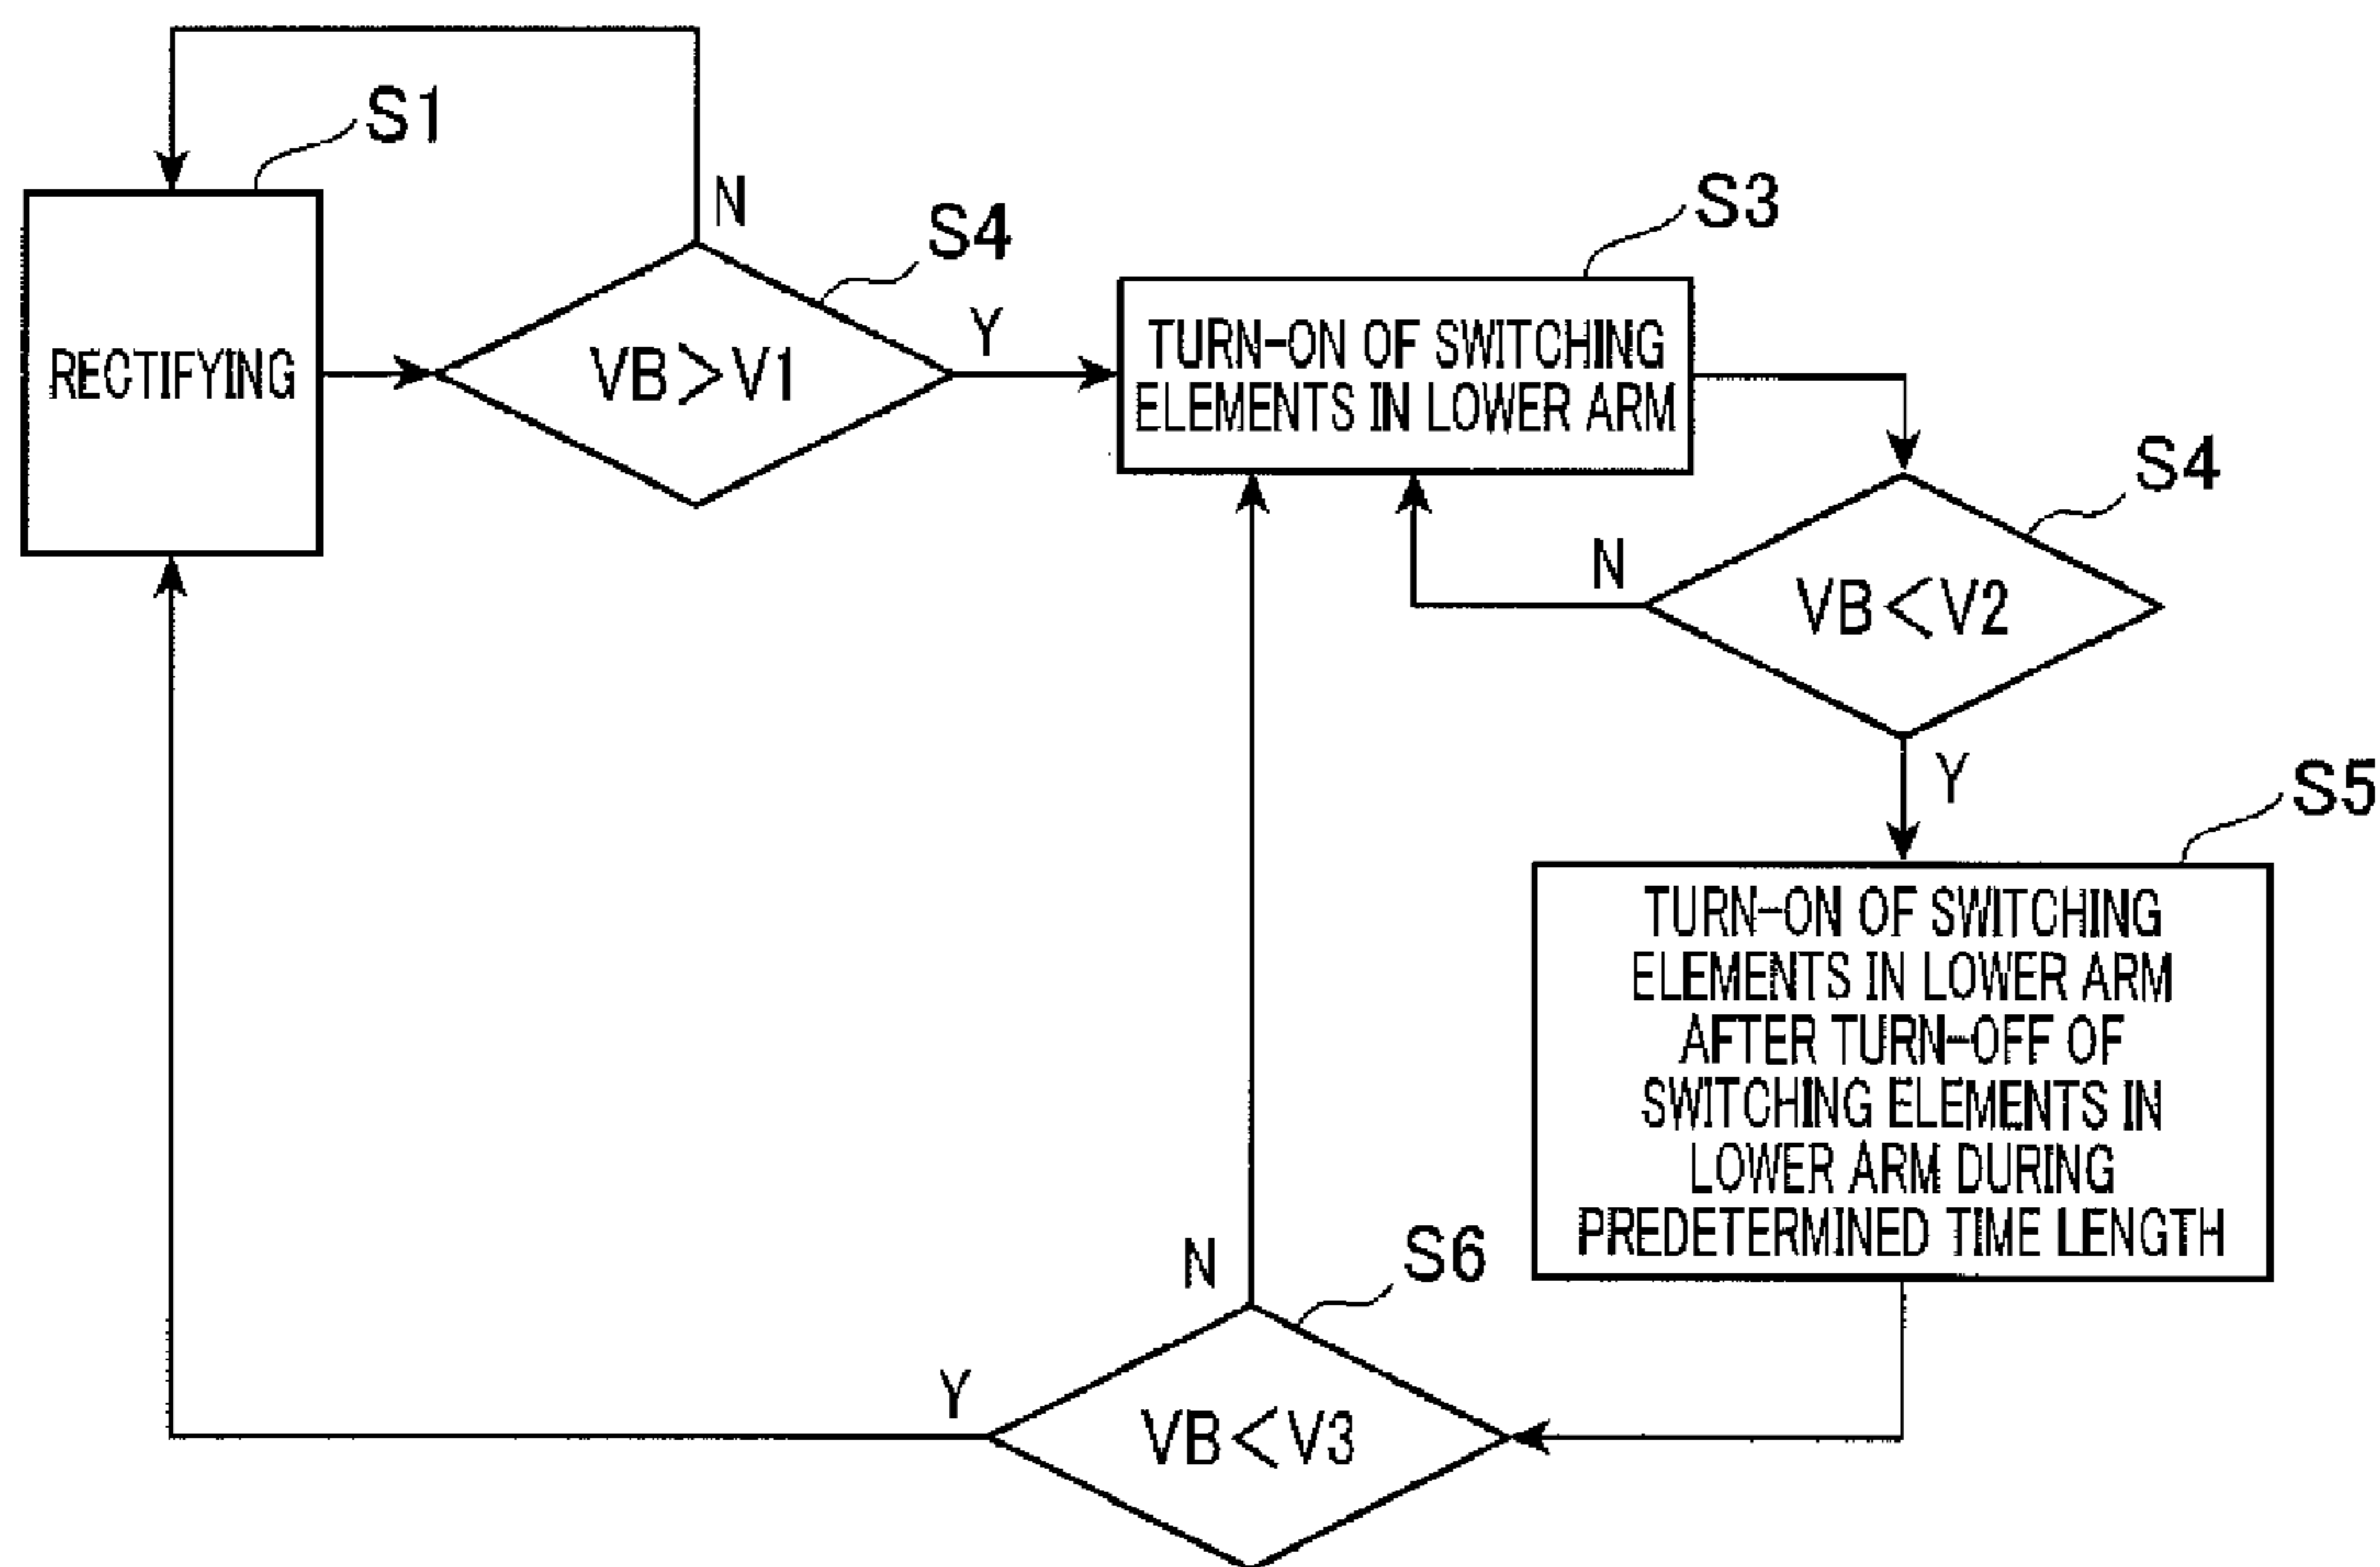 S1
RECTIFYING
N
S4
VB>V1
Y
S3
TURN-ON OF SWITCHING
ELEMENTS IN LOWER ARM
S4
N
VB<V2
Y
S5
TURN-ON OF SWITCHING
ELEMENTS IN LOWER ARM
AFTER TURN-OFF OF
SWITCHING ELEMENTS IN
LOWER ARM DURING
PREDETERMINED TIME LENGTH
N
S6
Y
VB<V3